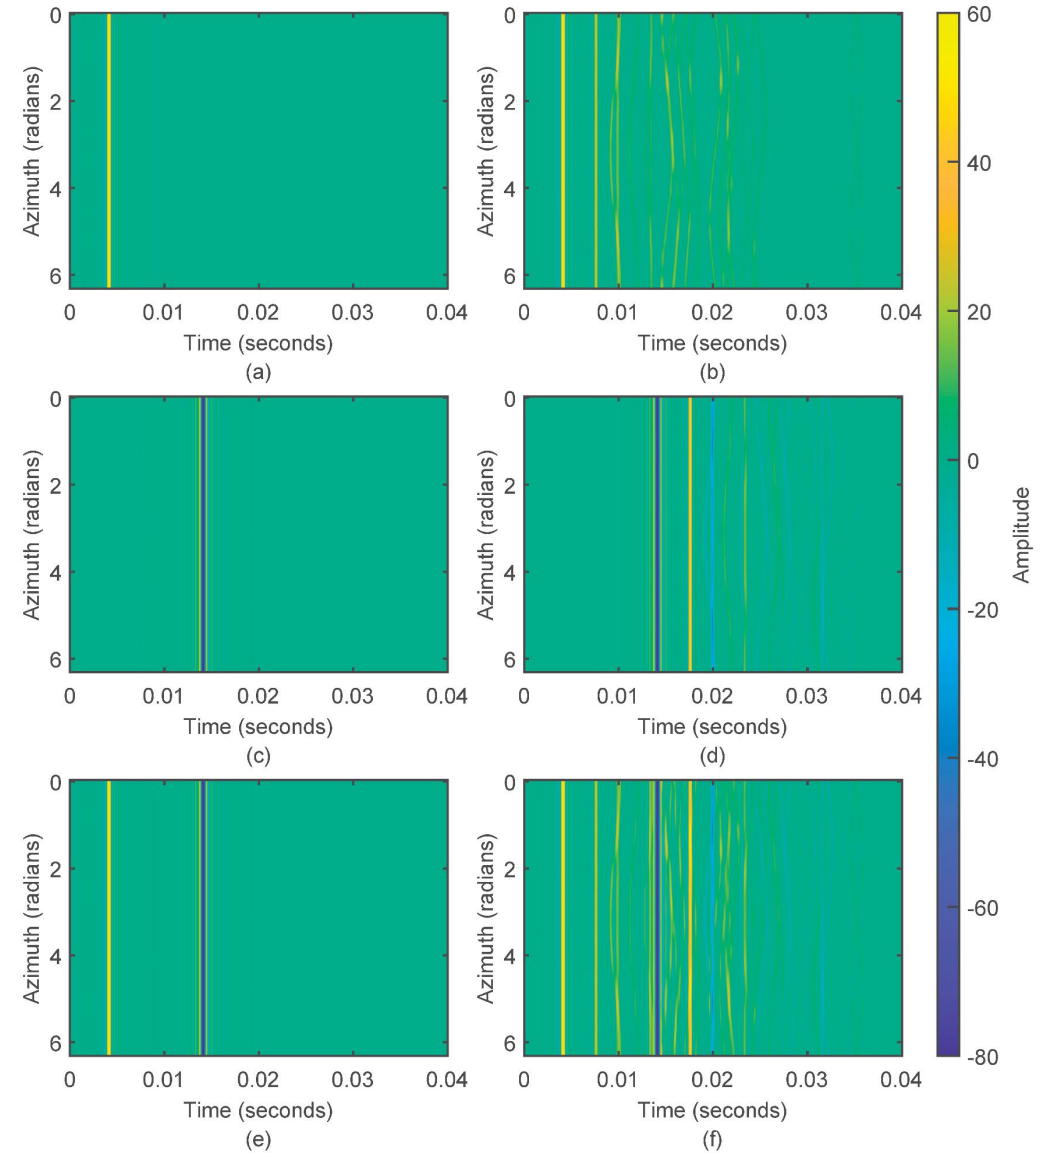 0
2
4
6
Azimuth (radians)
0 0.01 0.02 0.03 0.04
Time (seconds)
(a)
0
2
4
6
Azimuth (radians)
0 0.01 0.02 0.03 0.04
Time (seconds)
(b)
0
2
4
6
Azimuth (radians)
0 0.01 0.02 0.03 0.04
Time (seconds)
(c)
0
2
4
6
Azimuth (radians)
0 0.01 0.02 0.03 0.04
Time (seconds)
(d)
0
2
4
6
Azimuth (radians)
0 0.01 0.02 0.03 0.04
Time (seconds)
(e)
0
2
4
6
Azimuth (radians)
0 0.01 0.02 0.03 0.04
Time (seconds)
(f)
60
40
20
0
-20
-40
-60
-80
Amplitude